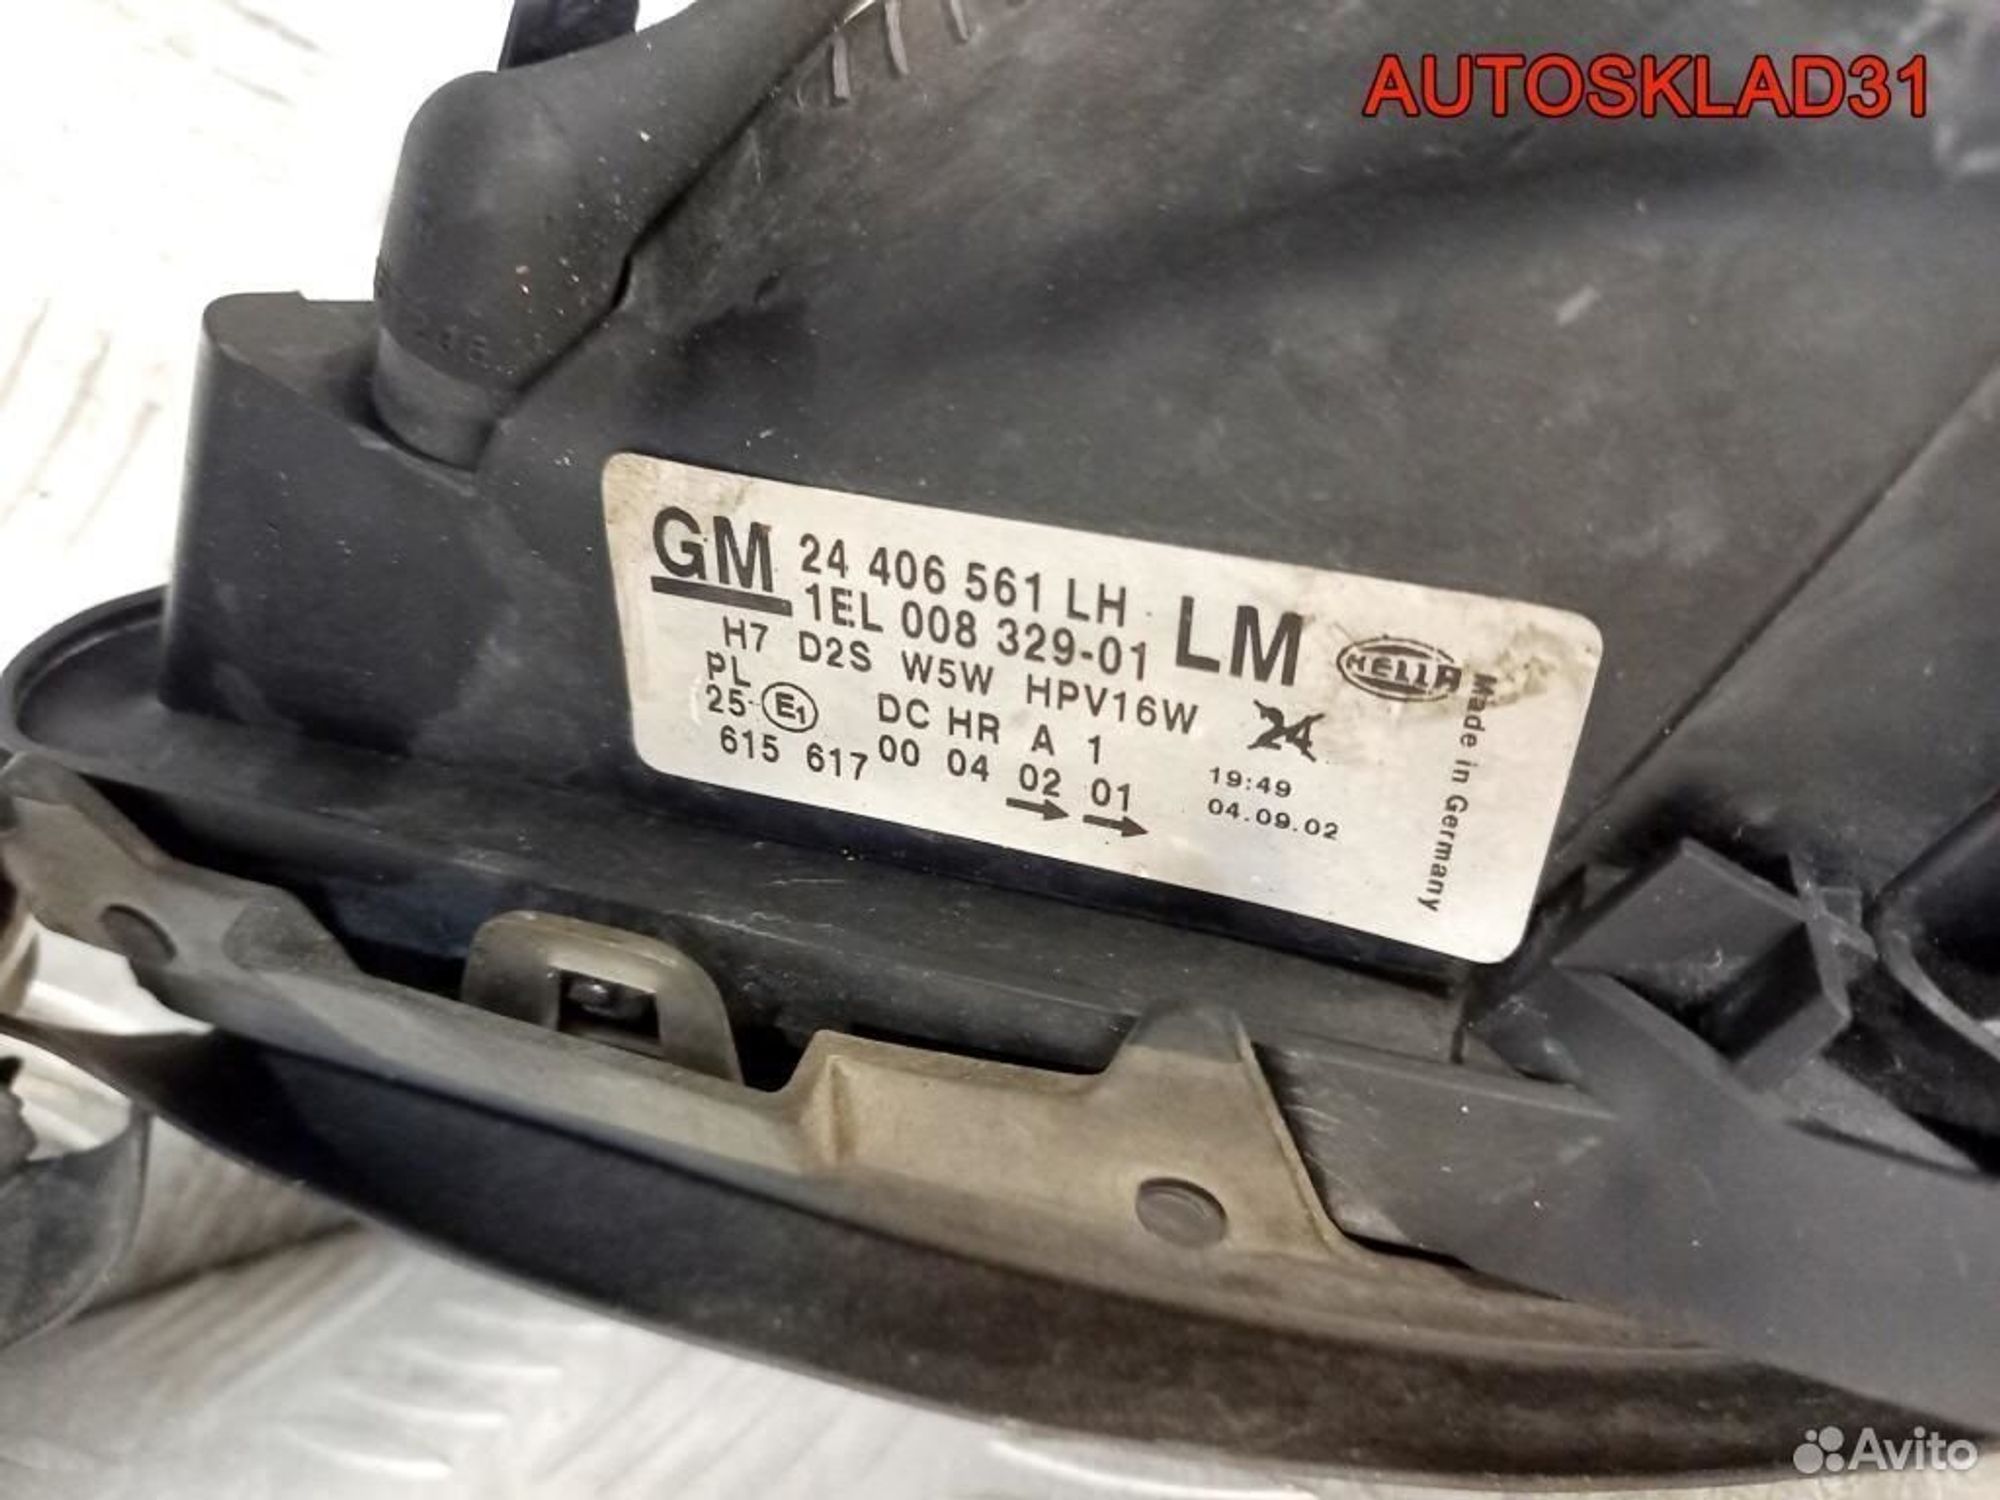 AUTOSKLAD31
GM 24 406 561 LH LM
1EL 008 329-01
HELLA
H7 D2S W5W HPV16W 24
PL
25 E1 DC HR A 1
615 617 00 04 02 01
19:49
04.09.02
Made in Germany
Avito